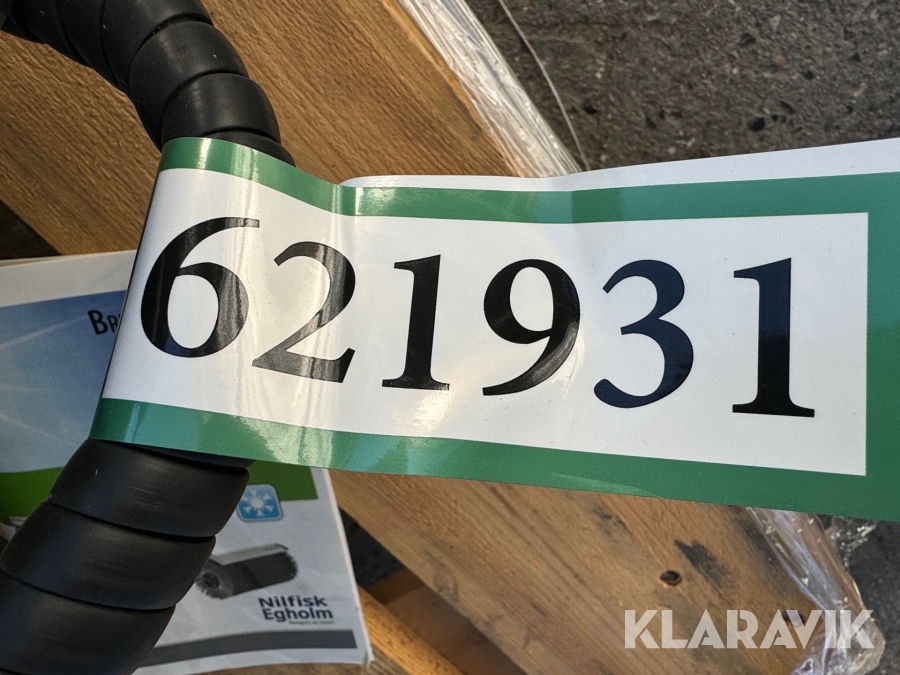 621931
Nilfisk
Egholm
KLARAVIK